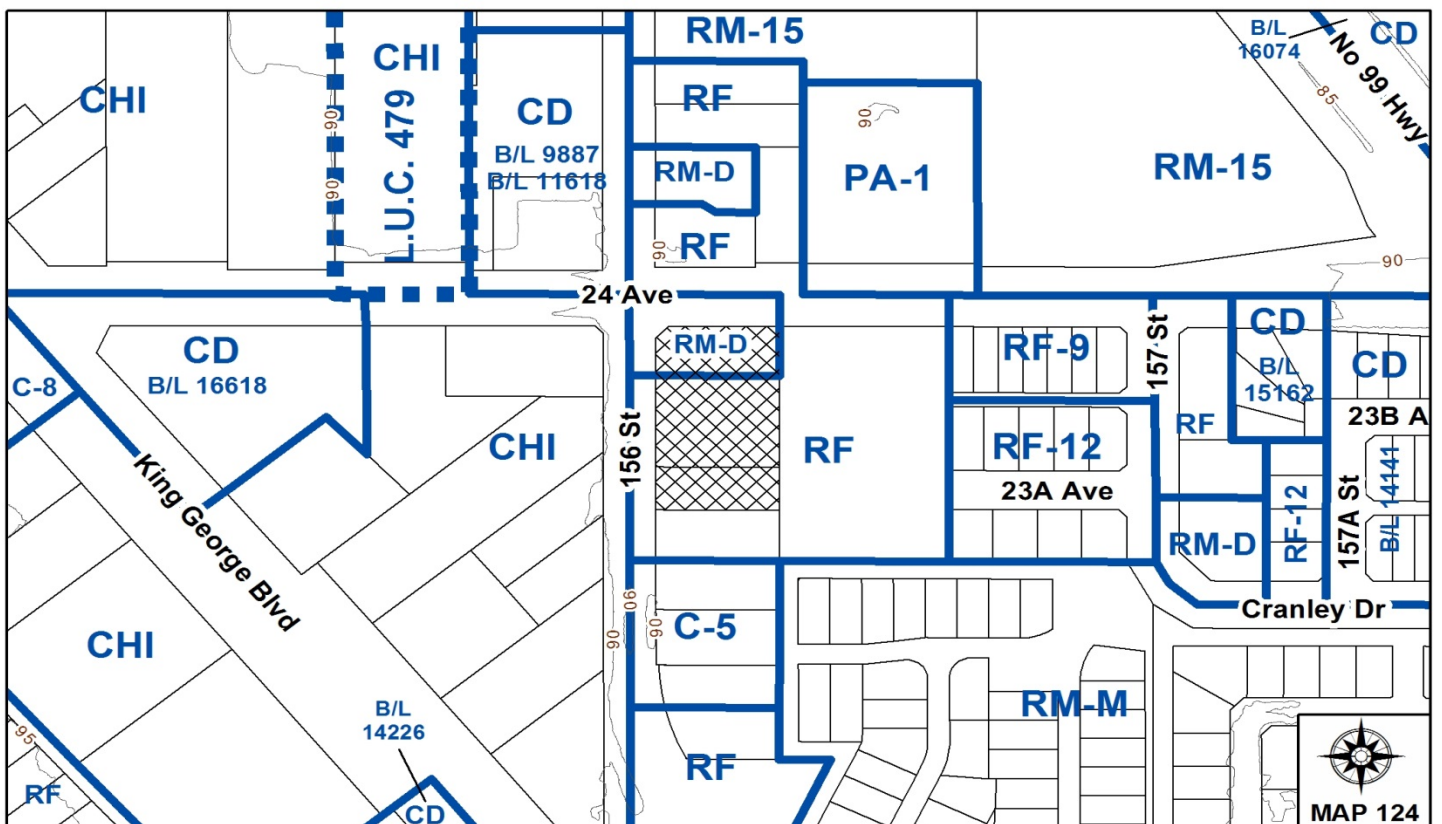 RM-15
B/L
16074
CD
No 99 Hwy
CHI
CHI
L.U.C. 479
90
90
CD
B/L 9887
B/L 11618
RF
RM-D
RF
90
90
PA-1
85
RM-15
90
24 Ave
CD
B/L 16618
C-8
King George Blvd
CHI
156 St
RM-D
RF
RF-9
157 St
CD
B/L
15162
CD
23B A
RF
RF-12
23A Ave
RM-D
RF-12
157A St
B/L 14141
Cranley Dr
CHI
90
90
90
C-5
RM-M
B/L
14226
CD
95
RF
RF
MAP 124